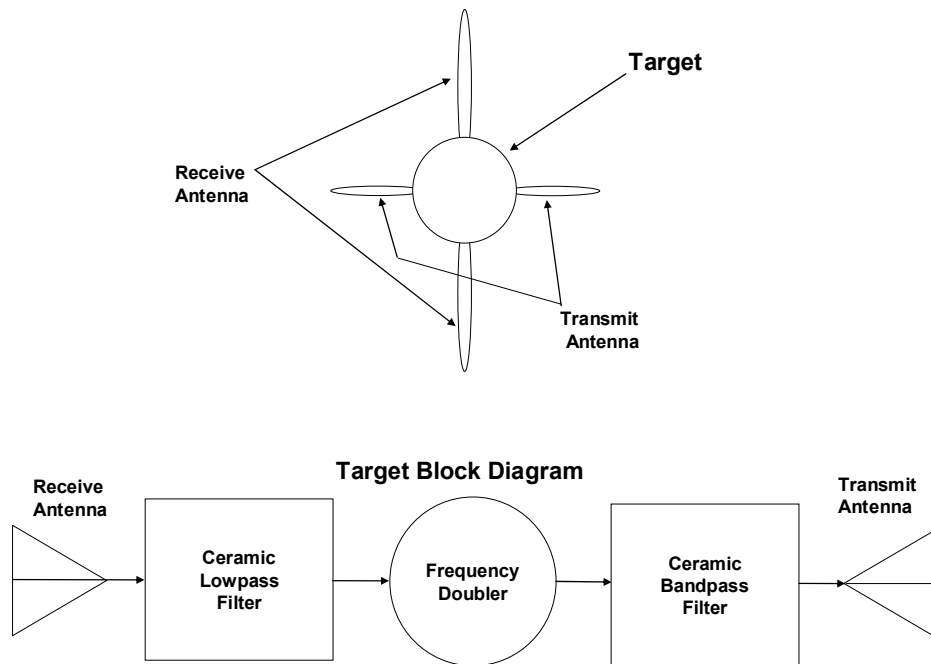 Target
Receive
Antenna
Transmit
Antenna
Target Block Diagram
Receive
Antenna
Transmit
Antenna
Ceramic
Lowpass
Filter
Frequency
Doubler
Ceramic
Bandpass
Filter